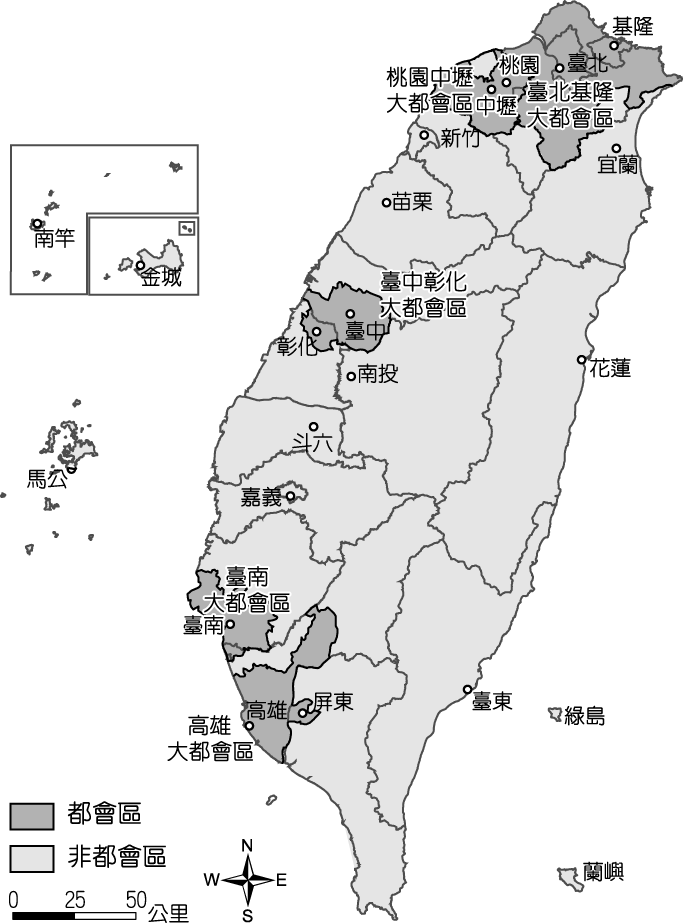 基隆
臺北
桃園
桃園中壢
大都會區
中壢
臺北基隆
大都會區
新竹
宜蘭
苗栗
南竿
金城
臺中彰化
大都會區
臺中
彰化
南投
花蓮
斗六
馬公
嘉義
臺南
大都會區
臺南
高雄
屏東
臺東
高雄
大都會區
綠島
都會區
非都會區
蘭嶼
N
W
E
S
0 25 50 公里